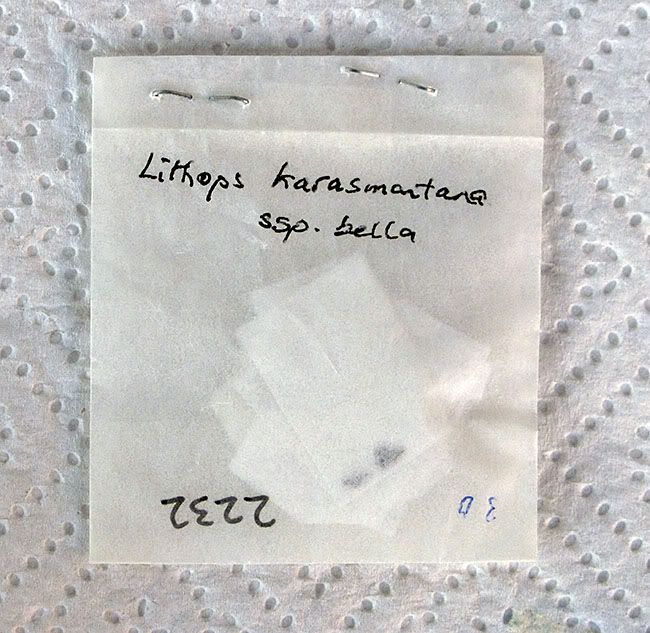 Lithops karasmontana
ssp. bella
2232